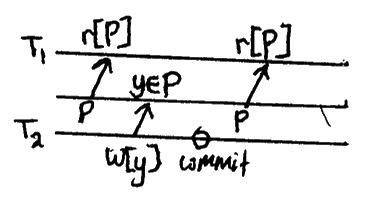 r[P] r[P]
T₁
y∈P
P P
T₂
w[y] commit